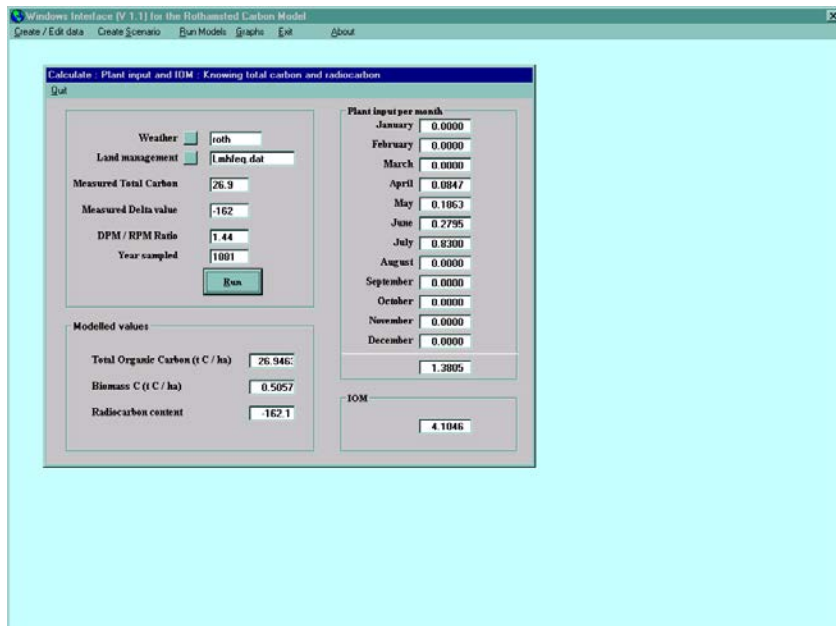 Windows Interface (V 1.1) for the Rothamsted Carbon Model
Create / Edit data Create Scenario Run Models Graphs Exit About
Calculate : Plant input and IOM : Knowing total carbon and radiocarbon
Quit
Weather roth
Land management Lmhfeq.dat
Measured Total Carbon 26.9
Measured Delta value -162
DPM / RPM Ratio 1.44
Year sampled 1881
Run
Modelled values
Total Organic Carbon (t C / ha) 26.946
Biomass C (t C / ha) 0.5057
Radiocarbon content -162.1
Plant input per month
January 0.0000
February 0.0000
March 0.0000
April 0.0847
May 0.1863
June 0.2795
July 0.8300
August 0.0000
September 0.0000
October 0.0000
November 0.0000
December 0.0000
1.3805
IOM
4.1046